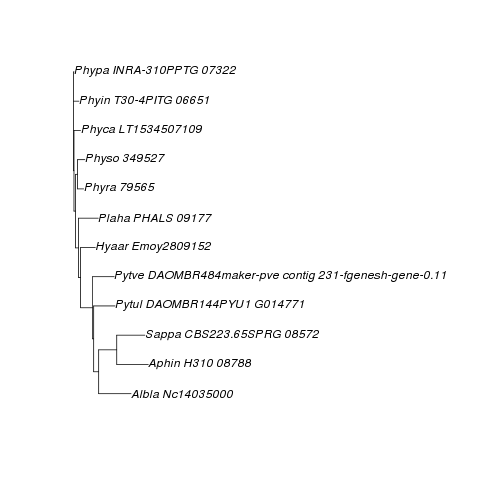 Phypa INRA-310PPTG 07322
Phyin T30-4PITG 06651
Phyca LT1534507109
Physo 349527
Phyra 79565
Plaha PHALS 09177
Hyaar Emoy2809152
Pytve DAOMBR484maker-pve contig 231-fgenesh-gene-0.11
Pytul DAOMBR144PYU1 G014771
Sappa CBS223.65SPRG 08572
Aphin H310 08788
Albla Nc14035000